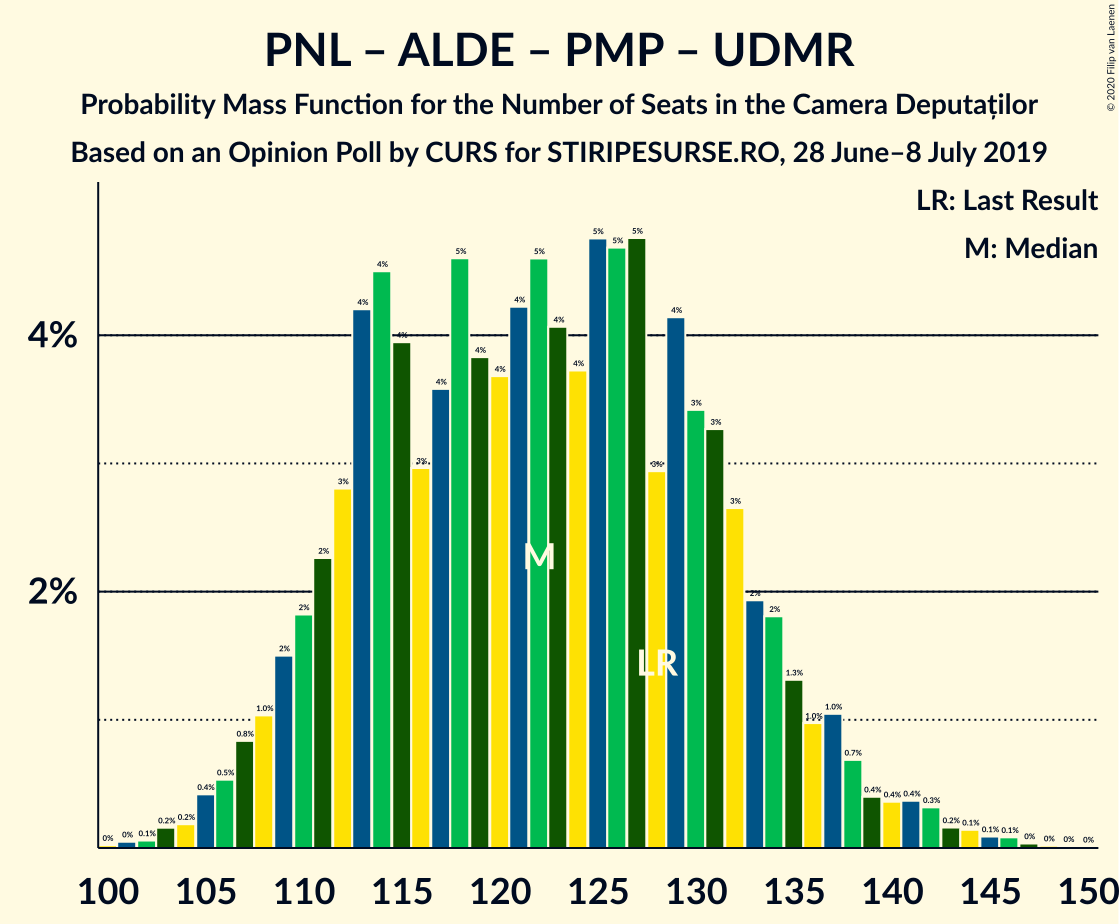 PNL – ALDE – PMP – UDMR
Probability Mass Function for the Number of Seats in the Camera Deputaților
Based on an Opinion Poll by CURS for STIRIPESURSE.RO, 28 June–8 July 2019
© 2020 Filip van Laenen
LR: Last Result
M: Median
4%
2%
0% 0% 0.1% 0.2% 0.2% 0.4% 0.5% 0.8% 1.0% 2% 2% 2% 3% 4% 4% 4% 3% 4% 5% 4% 4% 4% 5% 4% 4% 5% 5% 5% 3% 4% 3% 3% 3% 2% 2% 1.3% 1.0% 1.0% 0.7% 0.4% 0.4% 0.4% 0.3% 0.2% 0.1% 0.1% 0.1% 0% 0% 0% 0%
M
LR
100 105 110 115 120 125 130 135 140 145 150